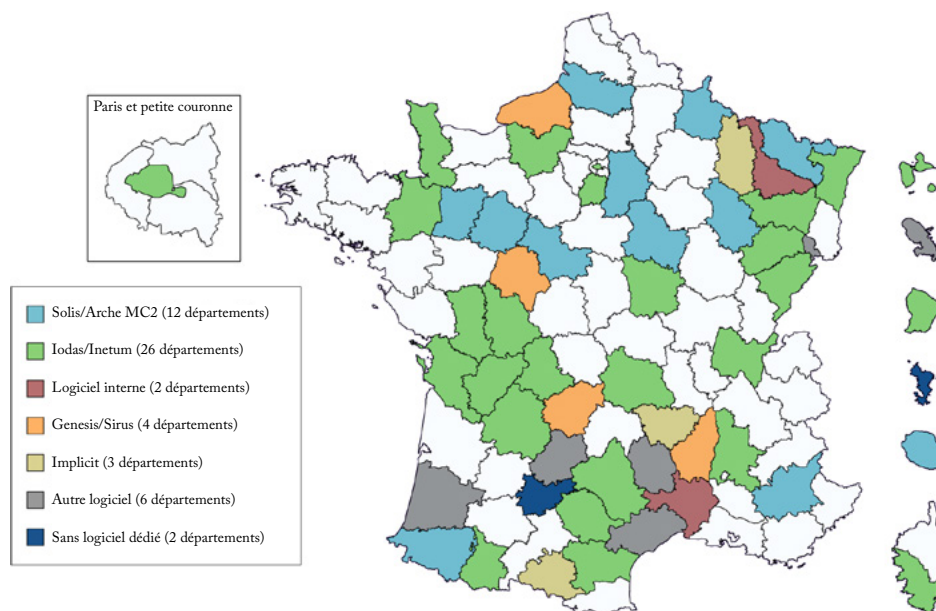 Paris et petite couronne
Solis/Arche MC2 (12 départements)
Iodas/Inetum (26 départements)
Logiciel interne (2 départements)
Genesis/Sirus (4 départements)
Implicit (3 départements)
Autre logiciel (6 départements)
Sans logiciel dédié (2 départements)